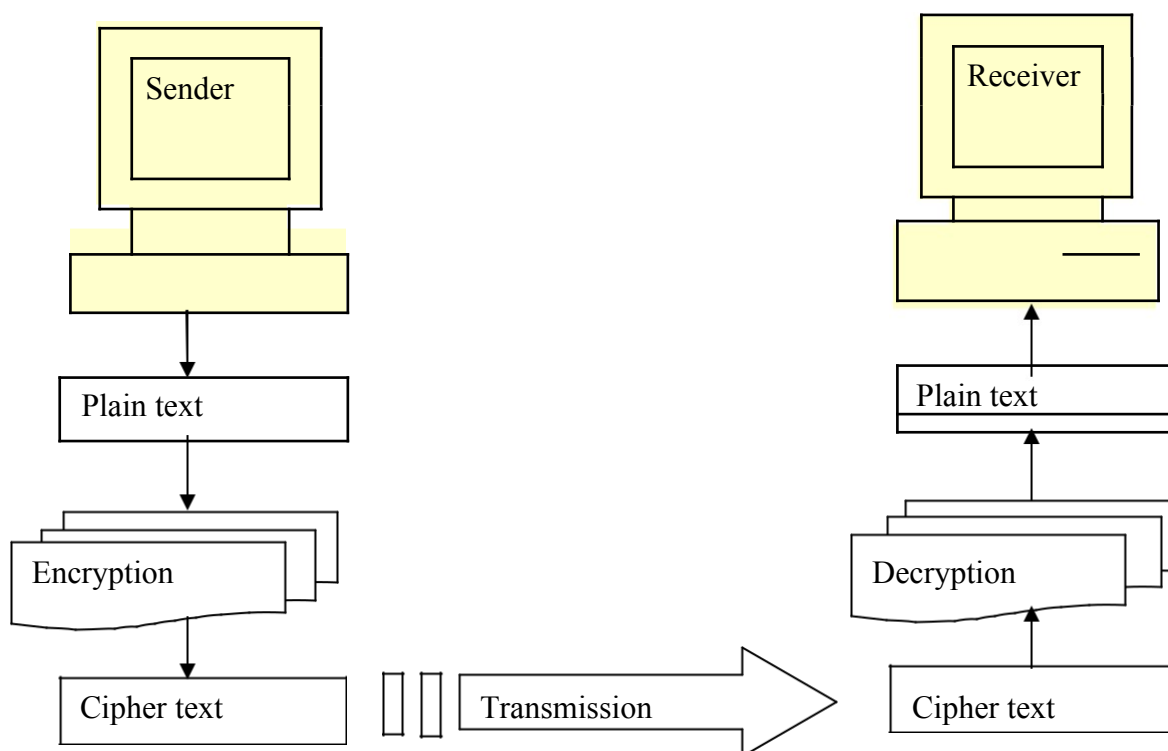 Sender
Receiver
Plain text
Plain text
Encryption
Decryption
Cipher text
Transmission
Cipher text